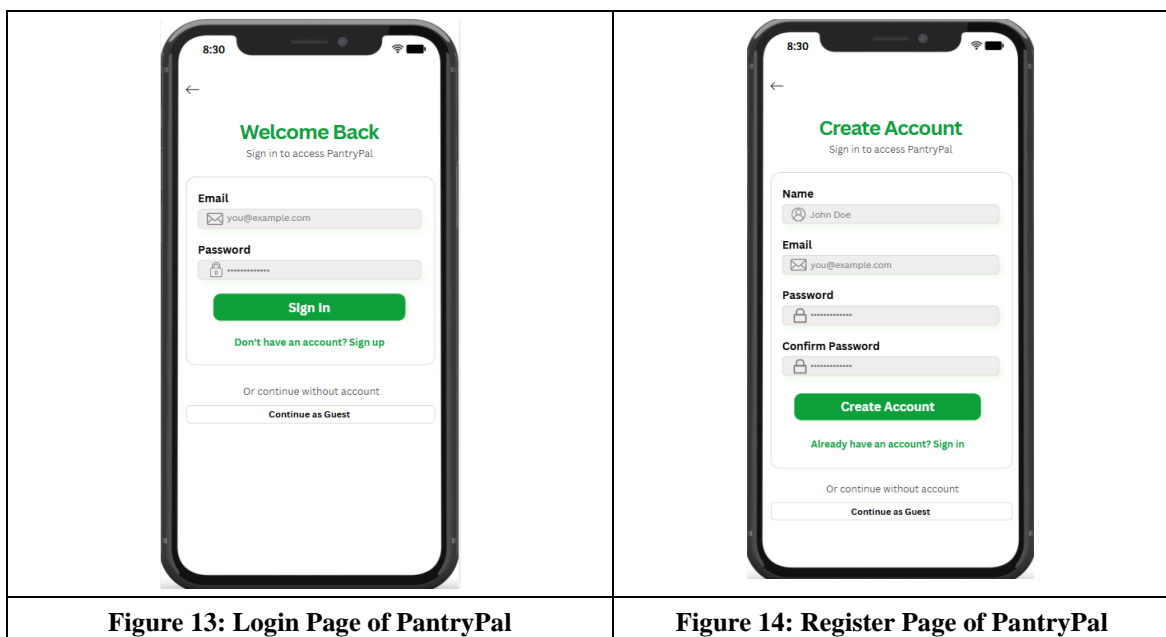 8:30
Welcome Back
Sign in to access PantryPal
Email
you@example.com
Password
•••••••••••••
Sign In
Don't have an account? Sign up
Or continue without account
Continue as Guest
Figure 13: Login Page of PantryPal
8:30
Create Account
Sign in to access PantryPal
Name
John Doe
Email
you@example.com
Password
•••••••••••••
Confirm Password
•••••••••••••
Create Account
Already have an account? Sign in
Or continue without account
Continue as Guest
Figure 14: Register Page of PantryPal